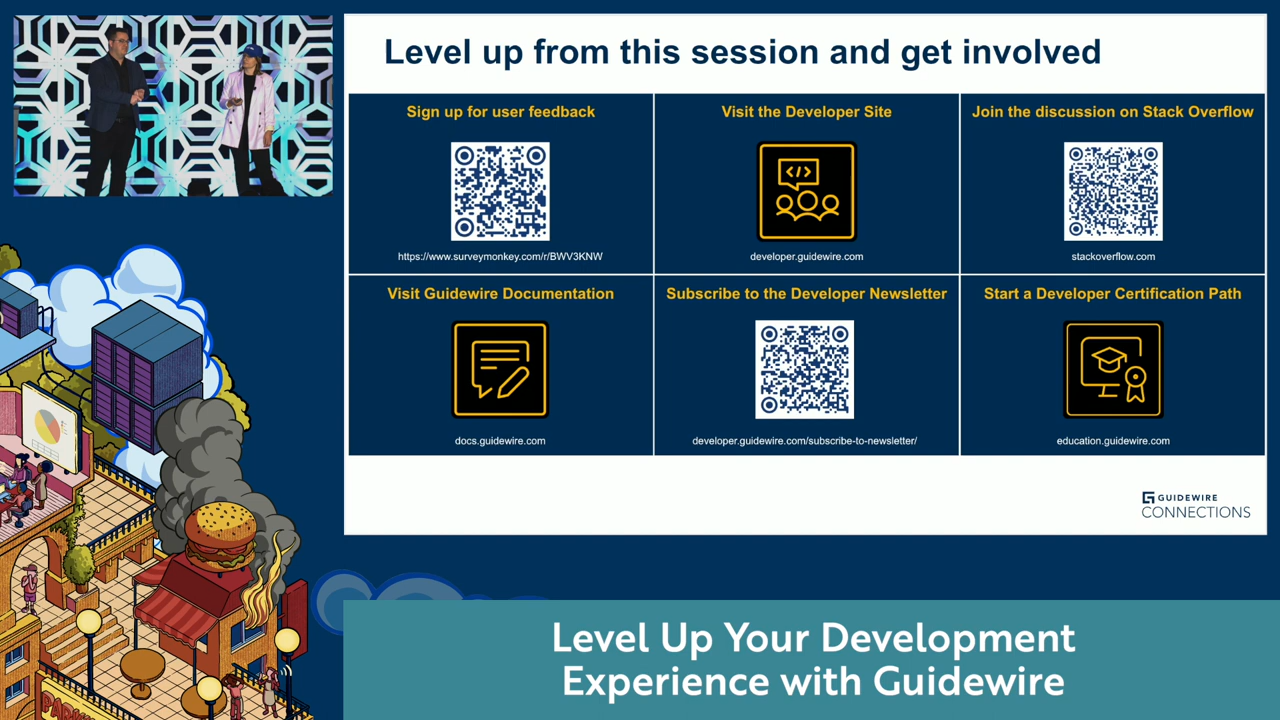 Level up from this session and get involved
Sign up for user feedback
https://www.surveymonkey.com/r/BWV3KNW
Visit the Developer Site
</>
developer.guidewire.com
Join the discussion on Stack Overflow
stackoverflow.com
Visit Guidewire Documentation
docs.guidewire.com
Subscribe to the Developer Newsletter
developer.guidewire.com/subscribe-to-newsletter/
Start a Developer Certification Path
education.guidewire.com
GUIDEWIRE
CONNECTIONS
Level Up Your Development
Experience with Guidewire